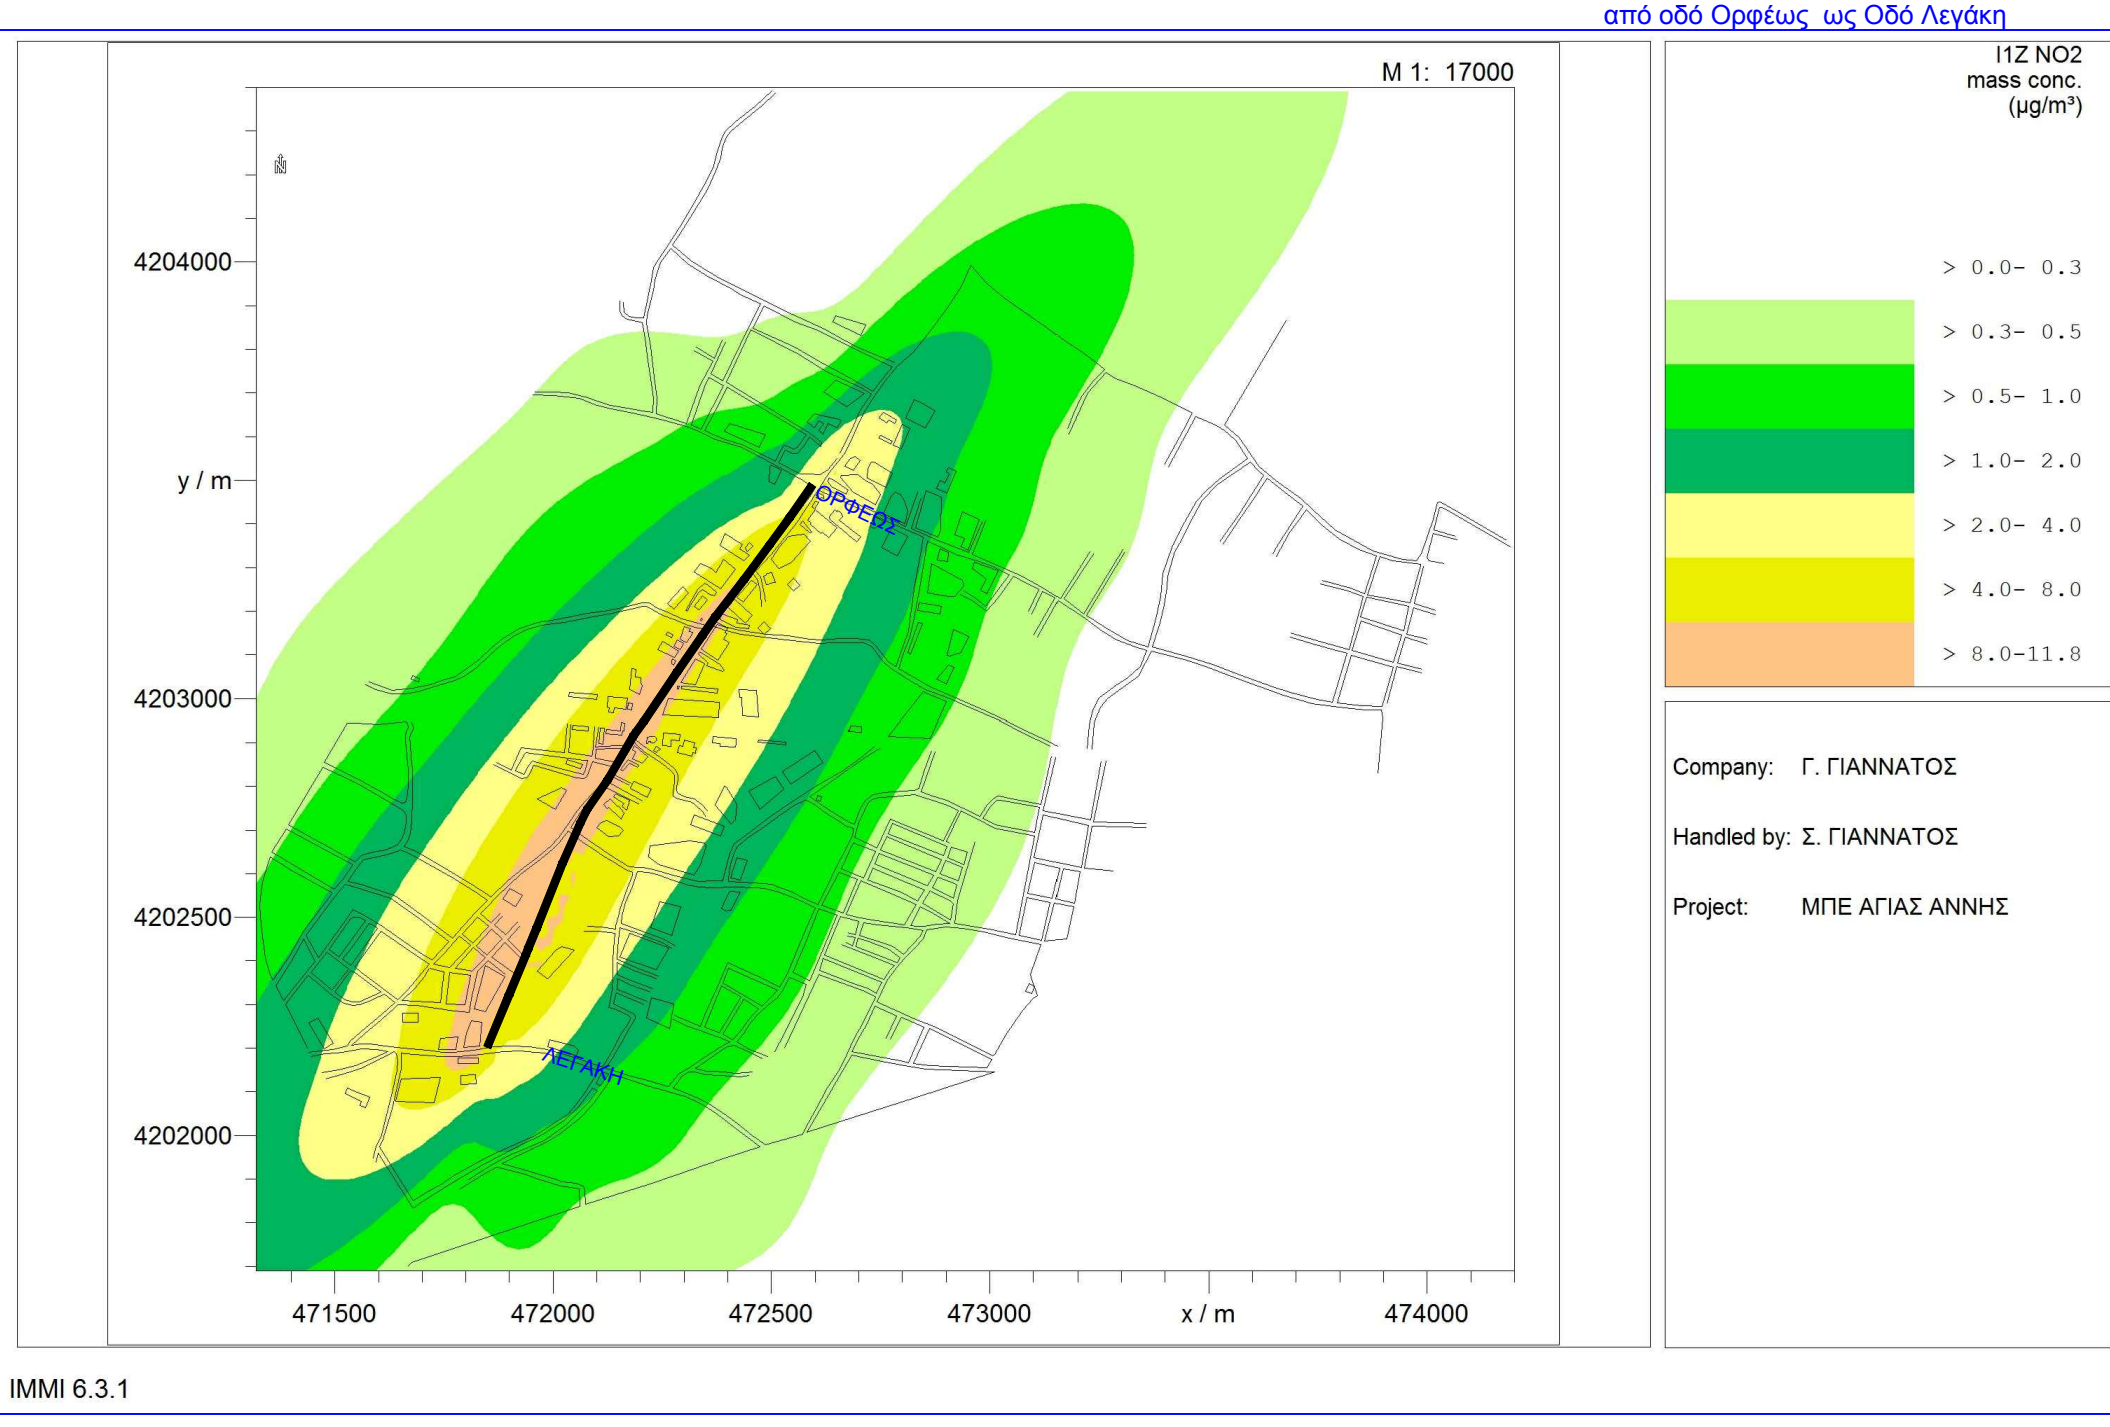 από οδό Ορφέως ως Οδό Λεγάκη
M 1: 17000
I1Z NO2
mass conc.
(µg/m³)
> 0.0- 0.3
> 0.3- 0.5
> 0.5- 1.0
> 1.0- 2.0
> 2.0- 4.0
> 4.0- 8.0
> 8.0-11.8
N
4204000
y / m
4203000
4202500
4202000
ΟΡΦΕΩΣ
ΛΕΓΑΚΗ
471500
472000
472500
473000
x / m
474000
Company: Γ. ΓΙΑΝΝΑΤΟΣ
Handled by: Σ. ΓΙΑΝΝΑΤΟΣ
Project: ΜΠΕ ΑΓΙΑΣ ΑΝΝΗΣ
IMMI 6.3.1